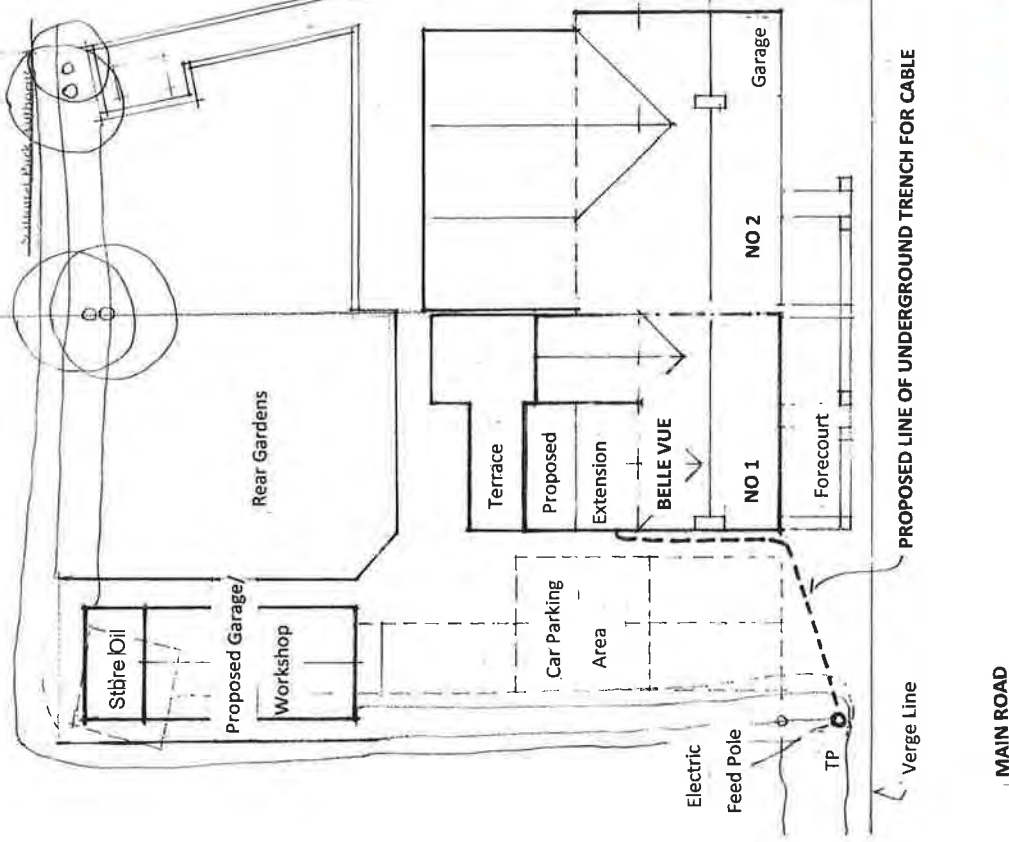 Garage
NO 2
Rear Gardens
Terrace
Proposed
Extension
BELLE VUE
NO 1
Forecourt
Store Oil
Proposed Garage/
Workshop
Car Parking
Area
Electric
Feed Pole
TP
Verge Line
PROPOSED LINE OF UNDERGROUND TRENCH FOR CABLE
MAIN ROAD